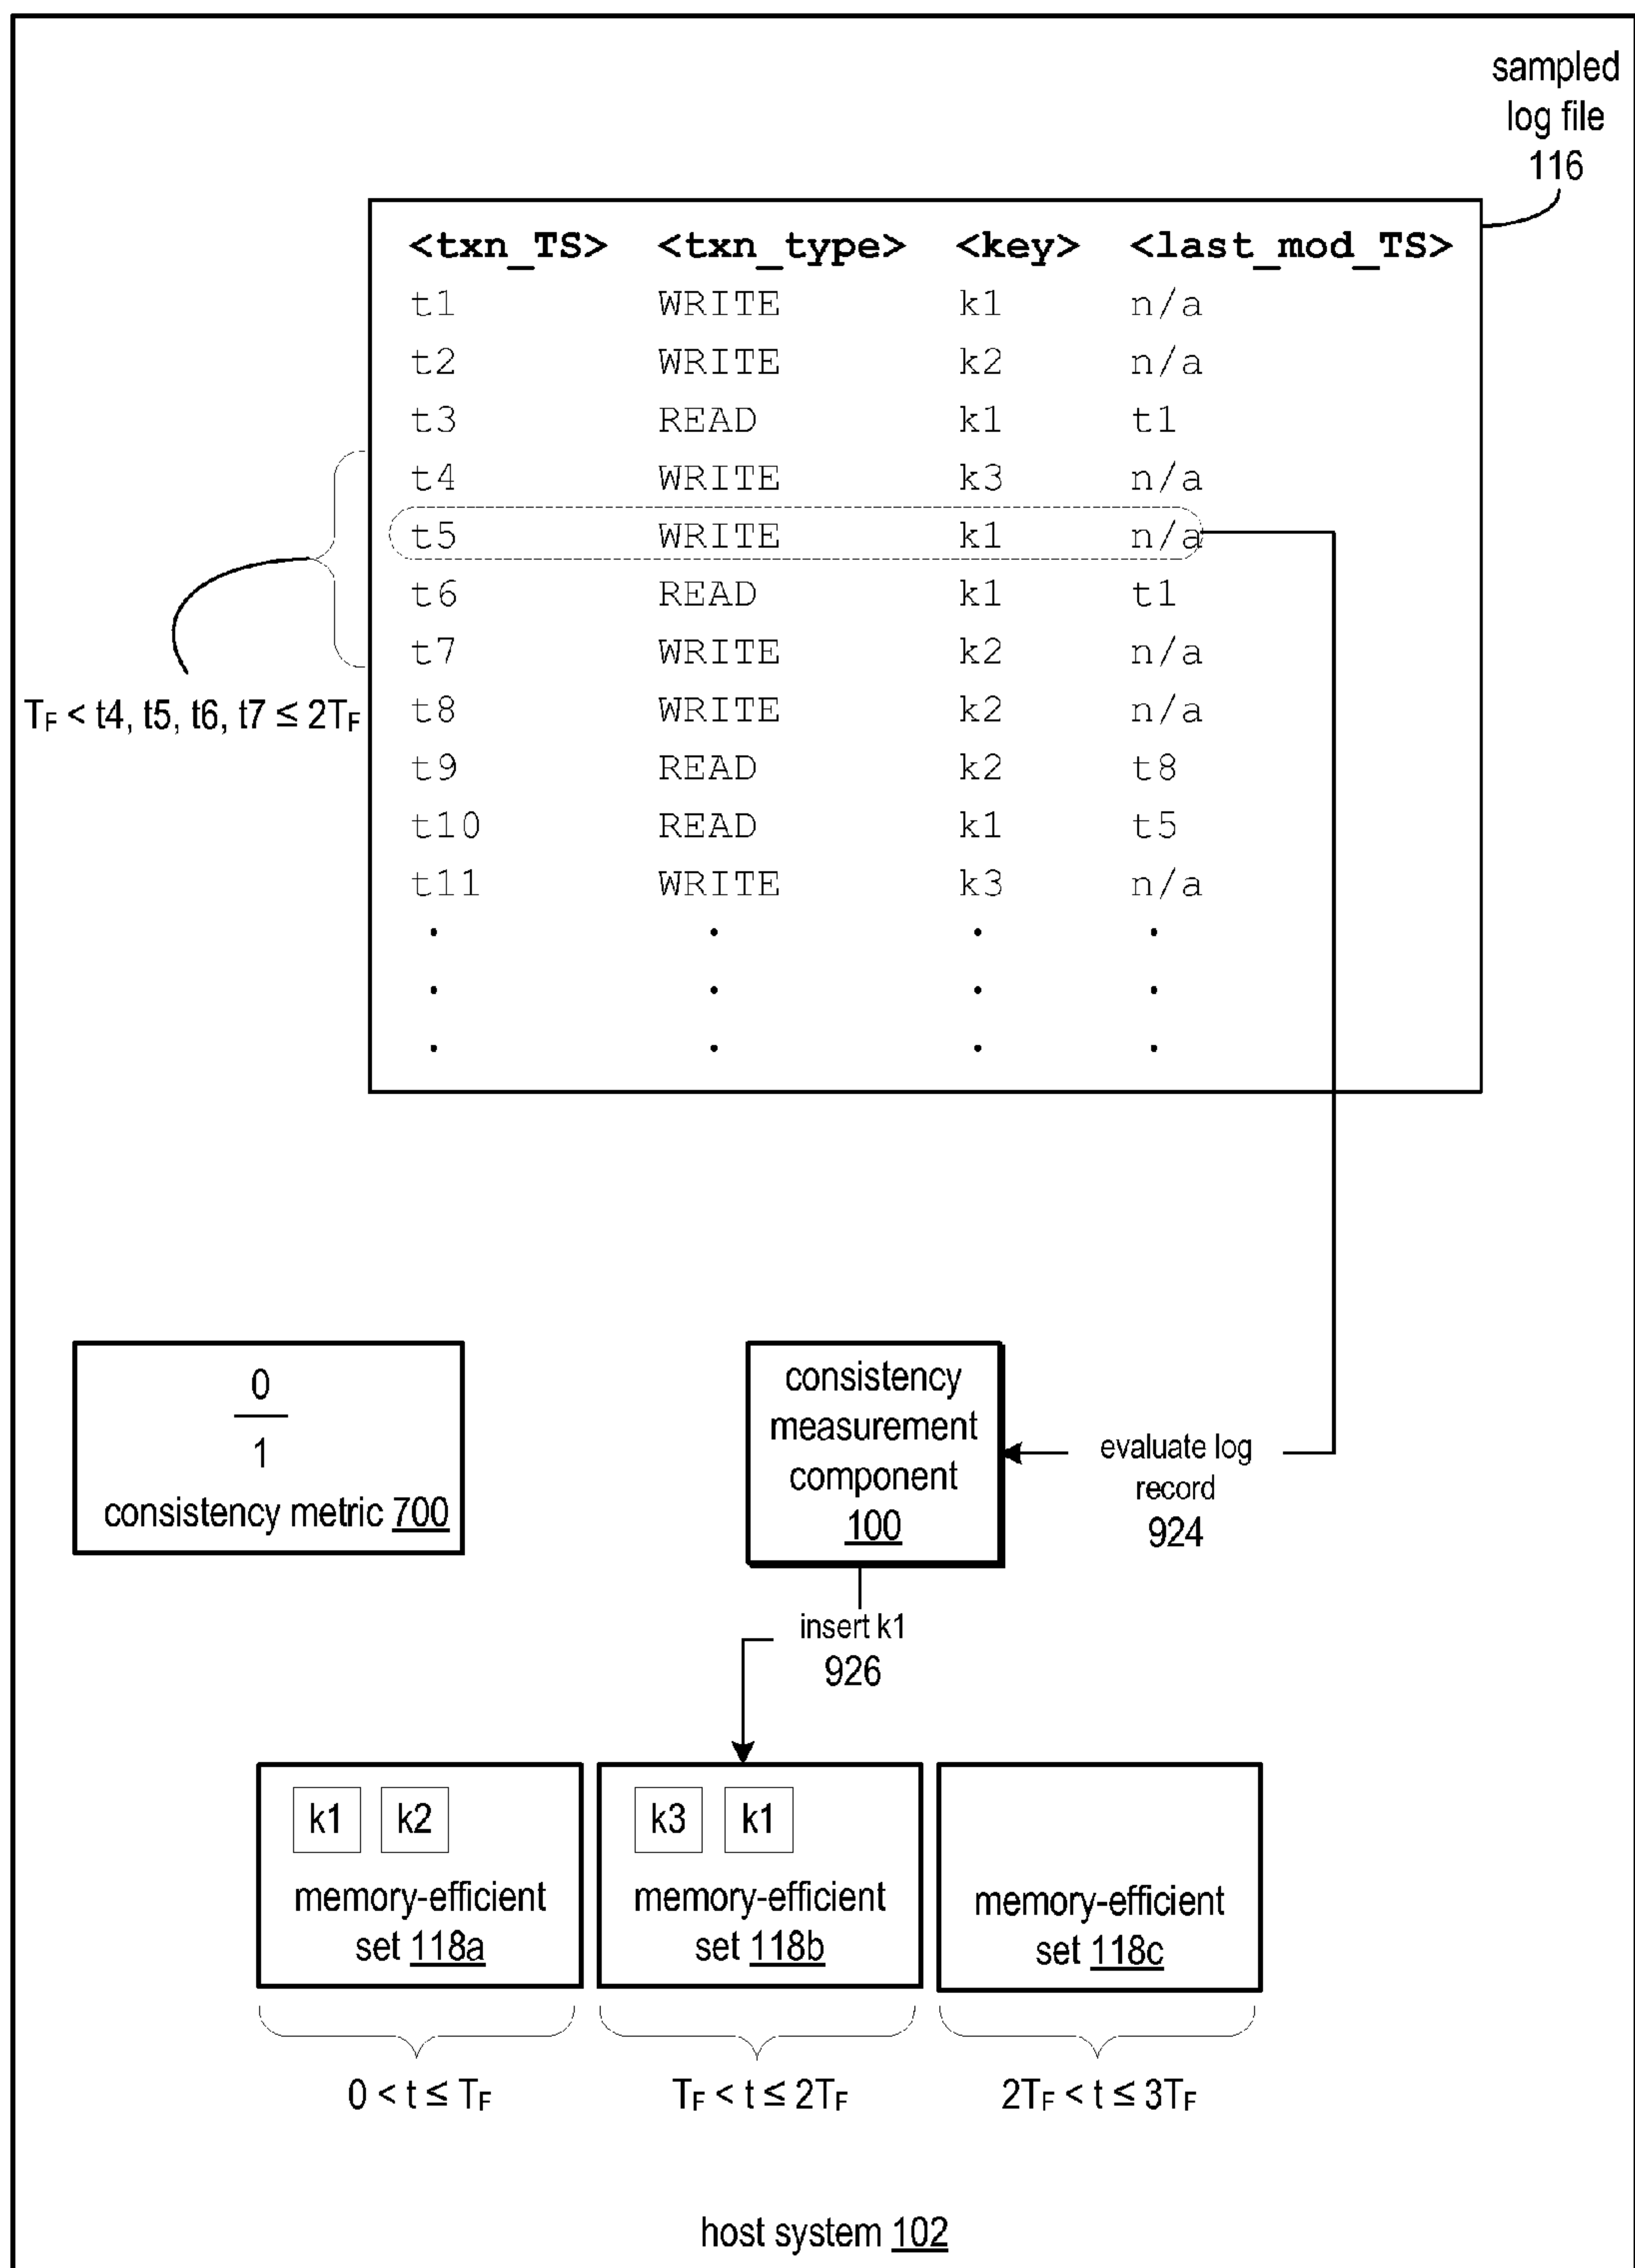 sampled
log file
116
<txn_TS> <txn_type> <key> <last_mod_TS>
t1 WRITE k1 n/a
t2 WRITE k2 n/a
t3 READ k1 t1
t4 WRITE k3 n/a
t5 WRITE k1 n/a
t6 READ k1 t1
t7 WRITE k2 n/a
t8 WRITE k2 n/a
t9 READ k2 t8
t10 READ k1 t5
t11 WRITE k3 n/a
. . . .
. . . .
. . . .
TF < t4, t5, t6, t7 ≤ 2TF
0
1
consistency metric 700
consistency
measurement
component
100
evaluate log
record
924
insert k1
926
k1 k2
memory-efficient
set 118a
k3 k1
memory-efficient
set 118b
memory-efficient
set 118c
0 < t ≤ TF
TF < t ≤ 2TF
2TF < t ≤ 3TF
host system 102